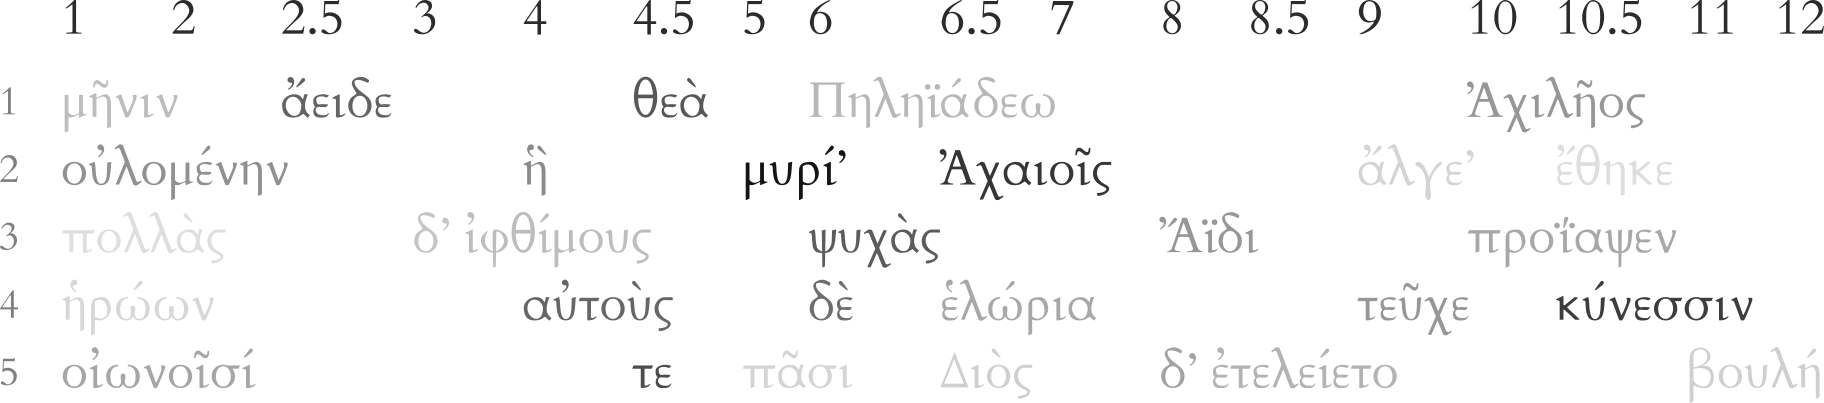 1 2 2.5 3 4 4.5 5 6 6.5 7 8 8.5 9 10 10.5 11 12
1 μῆνιν ἄειδε θεὰ Πηληϊάδεω Ἀχιλῆος
2 οὐλομένην ἣ μυρί’ Ἀχαιοῖς ἄλγε’ ἔθηκε
3 πολλὰς δ’ ἰφθίμους ψυχὰς Ἄϊδι προΐαψεν
4 ἡρώων αὐτοὺς δὲ ἑλώρια τεῦχε κύνεσσιν
5 οἰωνοῖσί τε πᾶσι Διὸς δ’ ἐτελείετο βουλή